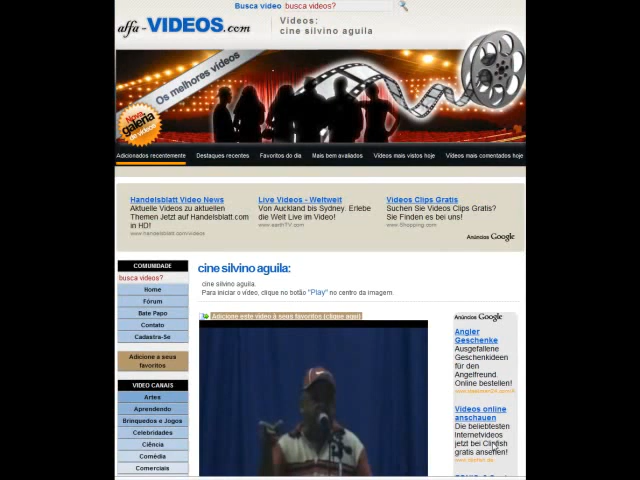 Busca video busca videos?
affa-VIDEOS.com
Videos:
cine silvino aguila
Os melhores videos
Nova
galeria
de videos
Adicionados recentemente Destaques recentes Favoritos do dia Mais bem avaliados Vídeos mais vistos hoje Vídeos mais comentados hoje
Handelsblatt Video News
Aktuelle Videos zu aktuellen
Themen Jetzt auf Handelsblatt.com
in HD!
www.handelsblatt.com/videos
Live Videos - Weltweit
Von Auckland bis Sydney. Erlebe
die Welt Live im Video!
www.earthTV.com
Videos Clips Gratis
Suchen Sie Videos Clips Gratis?
Sie Finden es bei uns!
www.Shopping.com
Anúncios Google
COMUNIDADE
busca videos?
Home
Fórum
Bate Papo
Contato
Cadastra-Se
Adicione a seus
favoritos
VIDEO CANAIS
Artes
Aprendendo
Brinquedos e Jogos
Celebridades
Ciência
Comédia
Comerciais
cine silvino aguila:
cine silvino aguila.
Para iniciar o vídeo, clique no botão "Play" no centro da imagem.
Adicione este video à seus favoritos (clique aqui)
Anúncios Google
Angler
Geschenke
Ausgefallene
Geschenkideen
für den
Angelfreund.
Online bestellen!
Videos online
anschauen
Die beliebtesten
Internetvideos
jetzt bei Clipfish
gratis ansehen!